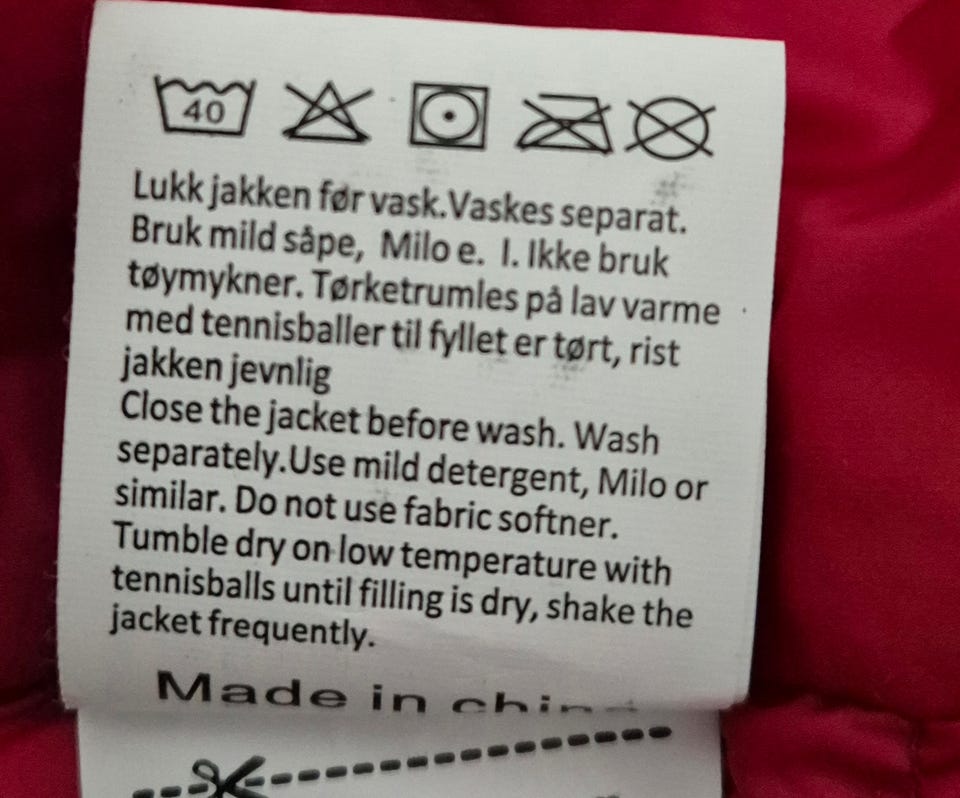 40
Lukk jakken før vask.Vaskes separat.
Bruk mild såpe, Milo e. l. Ikke bruk
tøymykner. Tørketrumles på lav varme
med tennisballer til fyllet er tørt, rist
jakken jevnlig
Close the jacket before wash. Wash
separately.Use mild detergent, Milo or
similar. Do not use fabric softner.
Tumble dry on low temperature with
tennisballs until filling is dry, shake the
jacket frequently.
Made in china